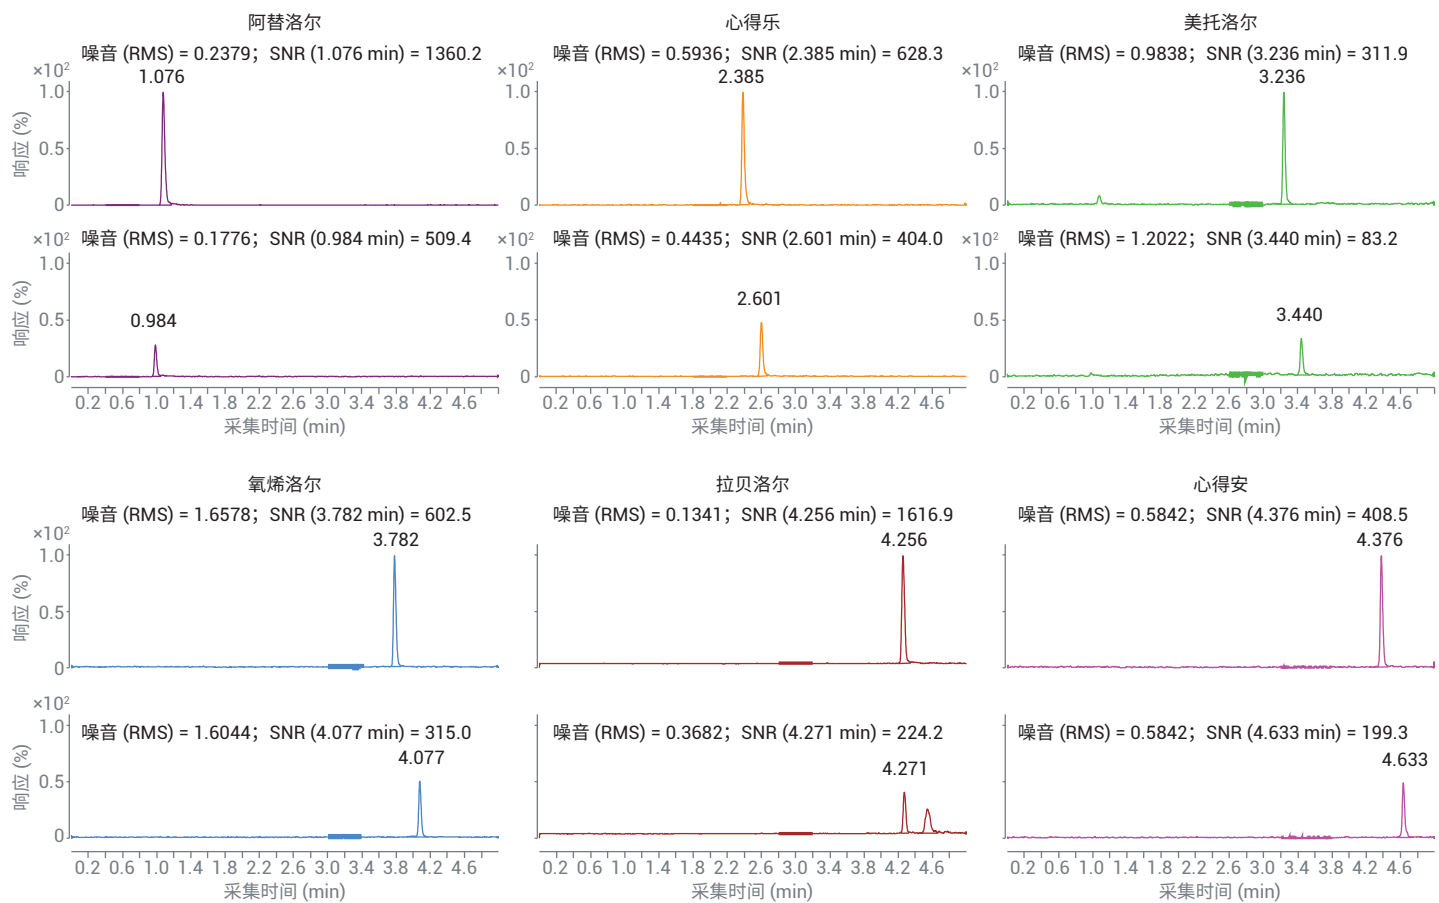 阿替洛尔
噪音 (RMS) = 0.2379；SNR (1.076 min) = 1360.2
×10²
1.076
1.0
0.5
0
响应 (%)
心得乐
噪音 (RMS) = 0.5936；SNR (2.385 min) = 628.3
×10²
2.385
1.0
0.5
0
美托洛尔
噪音 (RMS) = 0.9838；SNR (3.236 min) = 311.9
×10²
3.236
1.0
0.5
0
×10² 噪音 (RMS) = 0.1776；SNR (0.984 min) = 509.4
1.0
0.984
0.5
0
响应 (%)
0.2 0.6 1.0 1.4 1.8 2.2 2.6 3.0 3.4 3.8 4.2 4.6
采集时间 (min)
×10² 噪音 (RMS) = 0.4435；SNR (2.601 min) = 404.0
1.0
2.601
0.5
0
0.2 0.6 1.0 1.4 1.8 2.2 2.6 3.0 3.4 3.8 4.2 4.6
采集时间 (min)
×10² 噪音 (RMS) = 1.2022；SNR (3.440 min) = 83.2
1.0
3.440
0.5
0
0.2 0.6 1.0 1.4 1.8 2.2 2.6 3.0 3.4 3.8 4.2 4.6
采集时间 (min)
氧烯洛尔
噪音 (RMS) = 1.6578；SNR (3.782 min) = 602.5
×10²
3.782
1.0
0.5
0
响应 (%)
拉贝洛尔
噪音 (RMS) = 0.1341；SNR (4.256 min) = 1616.9
4.256
心得安
噪音 (RMS) = 0.5842；SNR (4.376 min) = 408.5
4.376
×10²
1.0
噪音 (RMS) = 1.6044；SNR (4.077 min) = 315.0
4.077
0.5
0
响应 (%)
0.2 0.6 1.0 1.4 1.8 2.2 2.6 3.0 3.4 3.8 4.2 4.6
采集时间 (min)
噪音 (RMS) = 0.3682；SNR (4.271 min) = 224.2
4.271
0.2 0.6 1.0 1.4 1.8 2.2 2.6 3.0 3.4 3.8 4.2 4.6
采集时间 (min)
噪音 (RMS) = 0.5842；SNR (4.633 min) = 199.3
4.633
0.2 0.6 1.0 1.4 1.8 2.2 2.6 3.0 3.4 3.8 4.2 4.6
采集时间 (min)